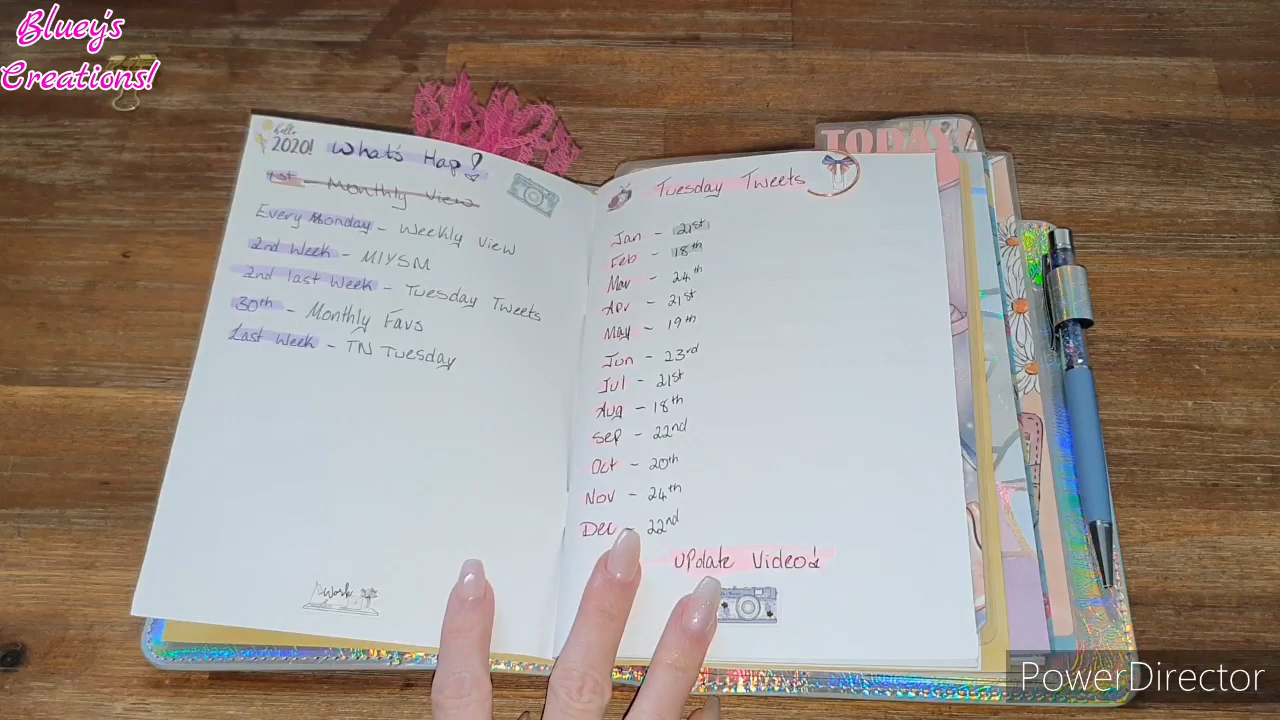 Bluey's
Creations!
hello
2020! What's Hap!
1st - Monthly View
Every Monday - Weekly View
2nd Week - MIYSM
2nd last Week - Tuesday Tweets
30th - Monthly Favs
Last Week - TN Tuesday
Work
TODAY
Tuesday Tweets
Jan - 21st
Feb - 18th
Mar - 24th
Apr - 21st
May - 19th
Jun - 23rd
Jul - 21st
Aug - 18th
Sep - 22nd
Oct - 20th
Nov - 24th
Dec - 22nd
Update Video!
PowerDirector